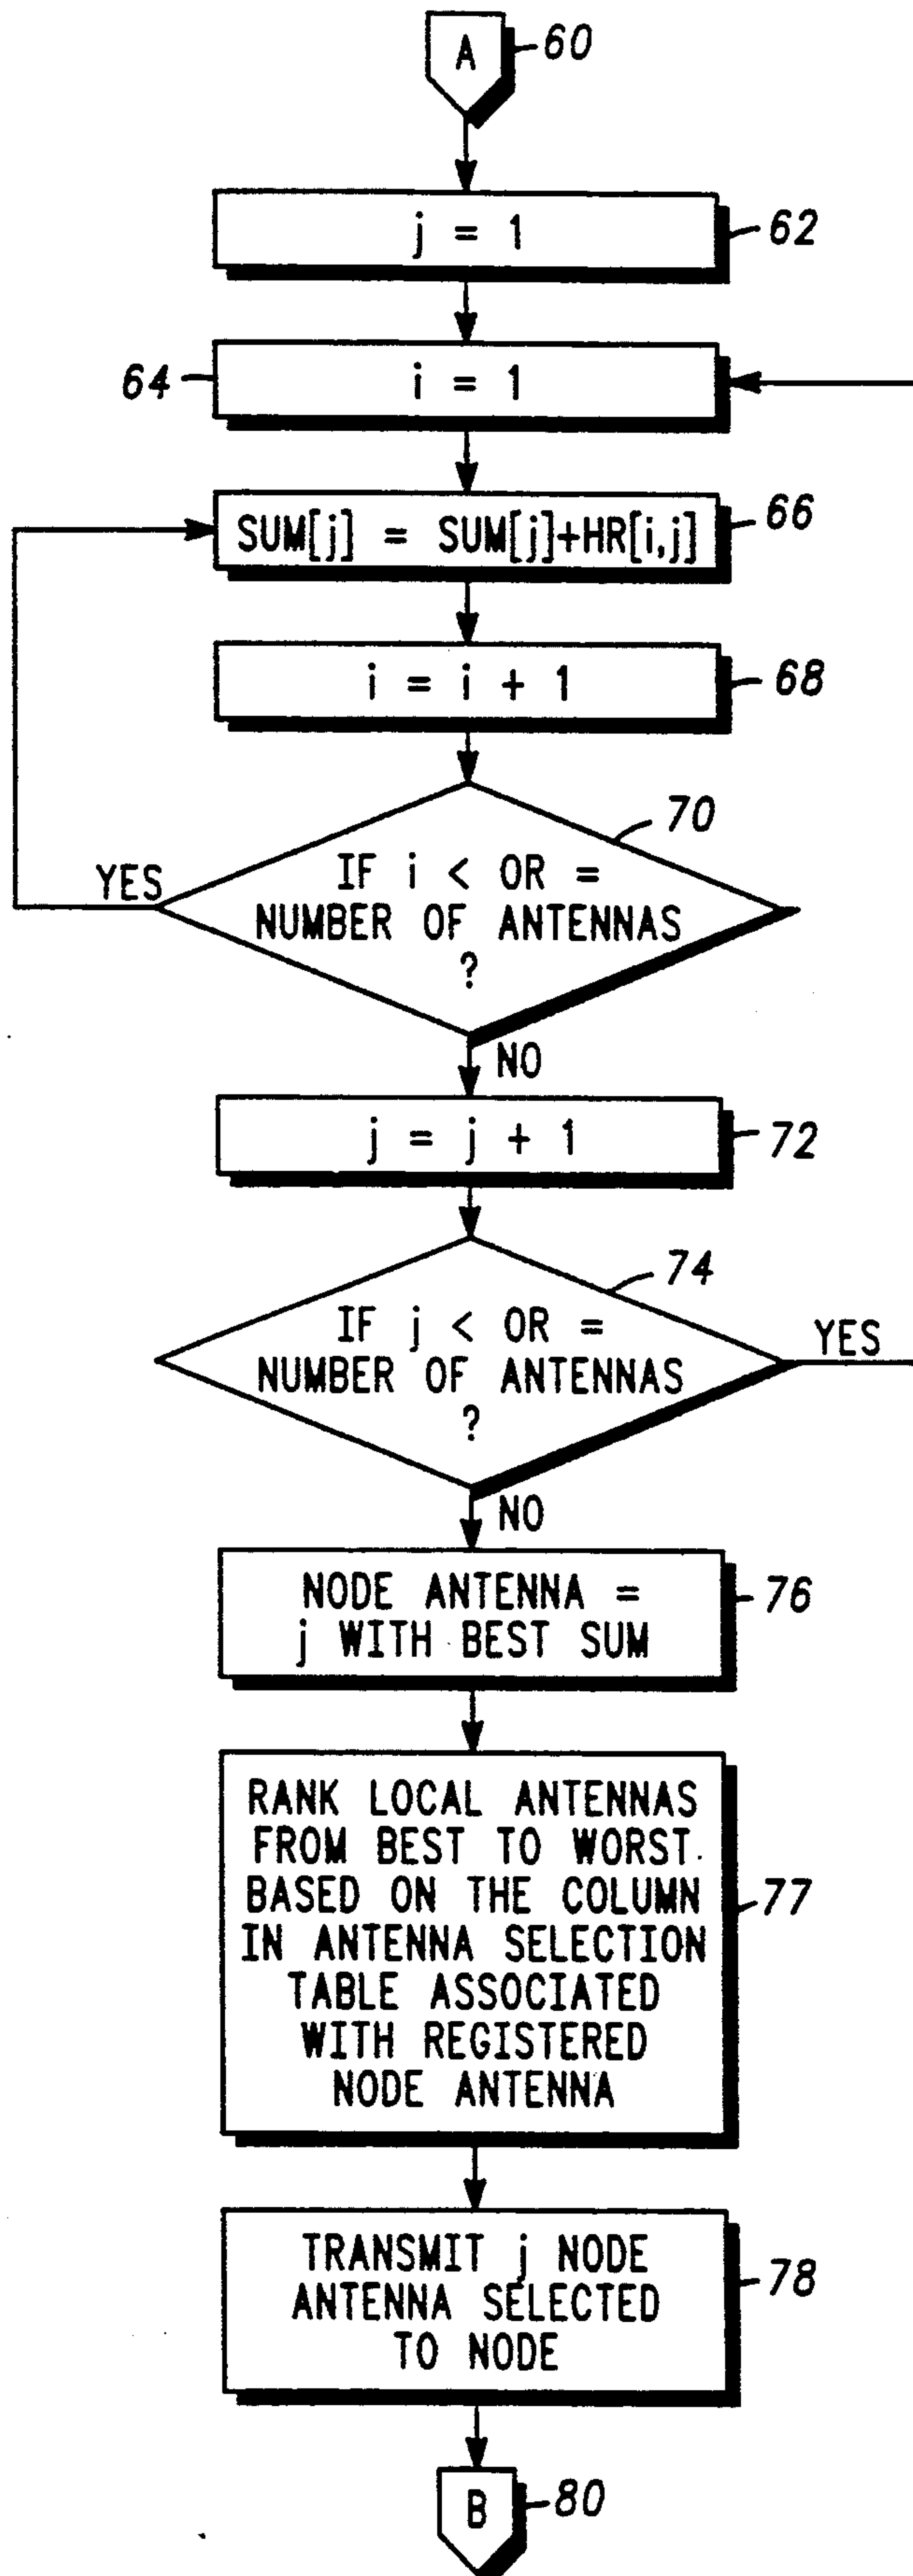 A
60
j = 1
62
64
i = 1
SUM[j] = SUM[j]+HR[i,j]
66
i = i + 1
68
70
YES
IF i < OR =
NUMBER OF ANTENNAS
?
NO
j = j + 1
72
74
IF j < OR =
NUMBER OF ANTENNAS
?
YES
NO
NODE ANTENNA =
j WITH BEST SUM
76
RANK LOCAL ANTENNAS
FROM BEST TO WORST
BASED ON THE COLUMN
IN ANTENNA SELECTION
TABLE ASSOCIATED
WITH REGISTERED
NODE ANTENNA
77
TRANSMIT j NODE
ANTENNA SELECTED
TO NODE
78
B
80